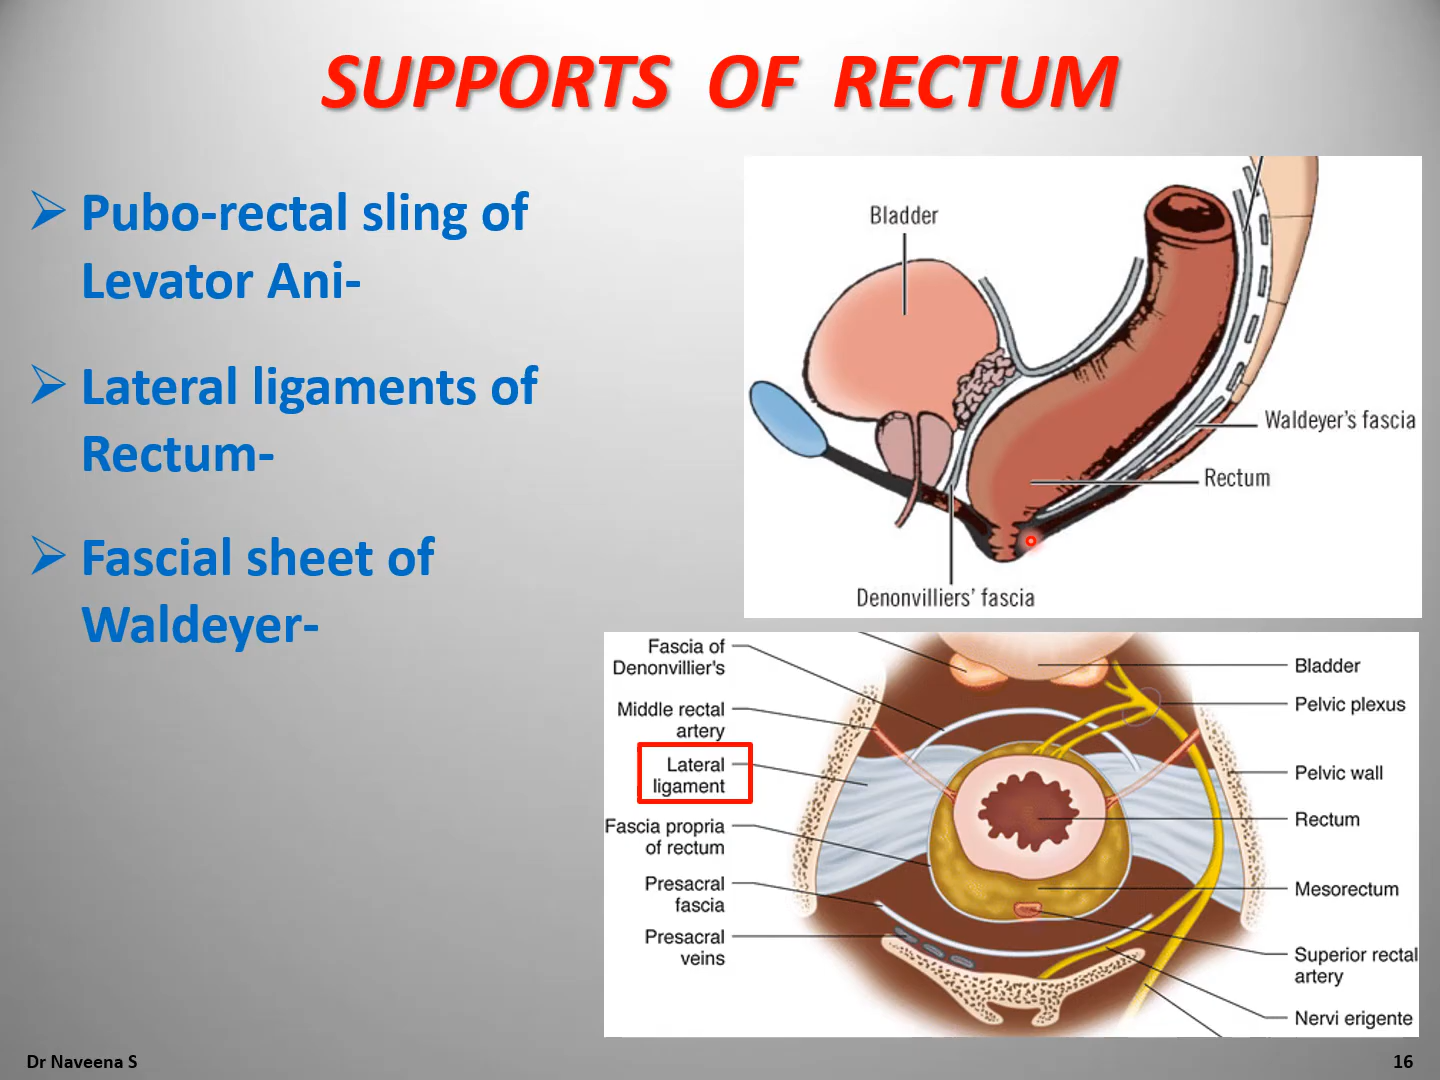 SUPPORTS OF RECTUM
Pubo-rectal sling of
Levator Ani-
Lateral ligaments of
Rectum-
Fascial sheet of
Waldeyer-
Bladder
Waldeyer's fascia
Rectum
Denonvilliers' fascia
Fascia of
Denonvillier's
Middle rectal
artery
Lateral
ligament
Fascia propria
of rectum
Presacral
fascia
Presacral
veins
Bladder
Pelvic plexus
Pelvic wall
Rectum
Mesorectum
Superior rectal
artery
Nervi erigente
Dr Naveena S
16